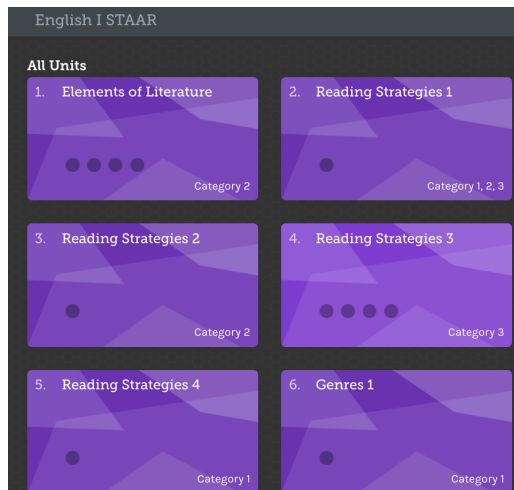 English I STAAR
All Units
1. Elements of Literature
Category 2
2. Reading Strategies 1
Category 1, 2, 3
3. Reading Strategies 2
Category 2
4. Reading Strategies 3
Category 3
5. Reading Strategies 4
Category 1
6. Genres 1
Category 1